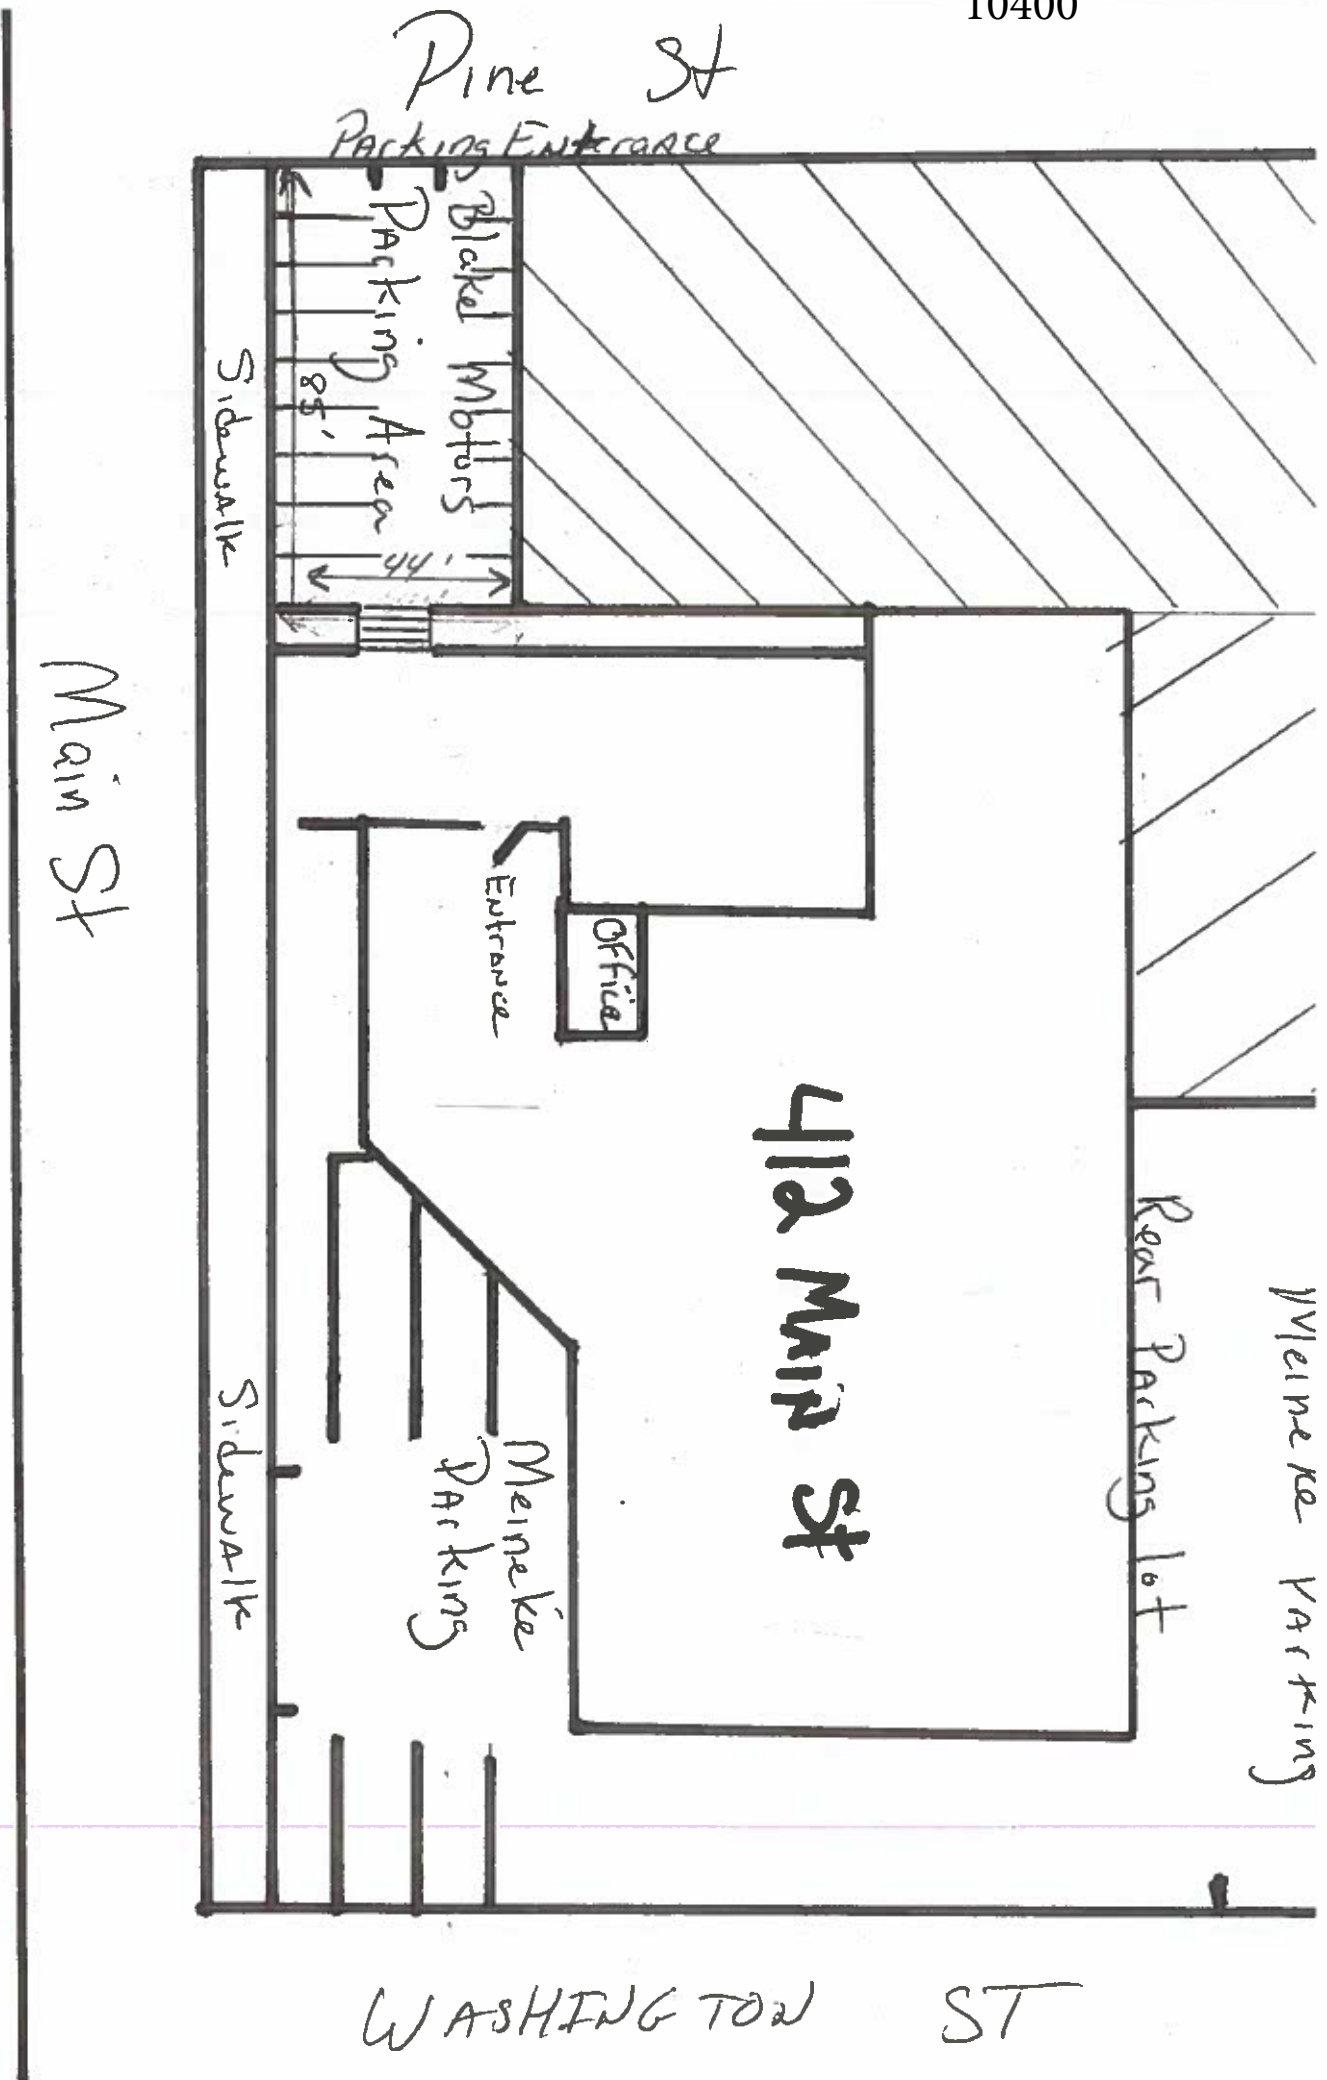 10400
Pine St
Parking Entrance
Blake Motors
Parking Area
85'
44'
Sidewalk
Main St
Entrance
Office
412 Main St
Rear Parking lot
Meineke Parking
Meineke
Parking
Sidewalk
WASHINGTON ST